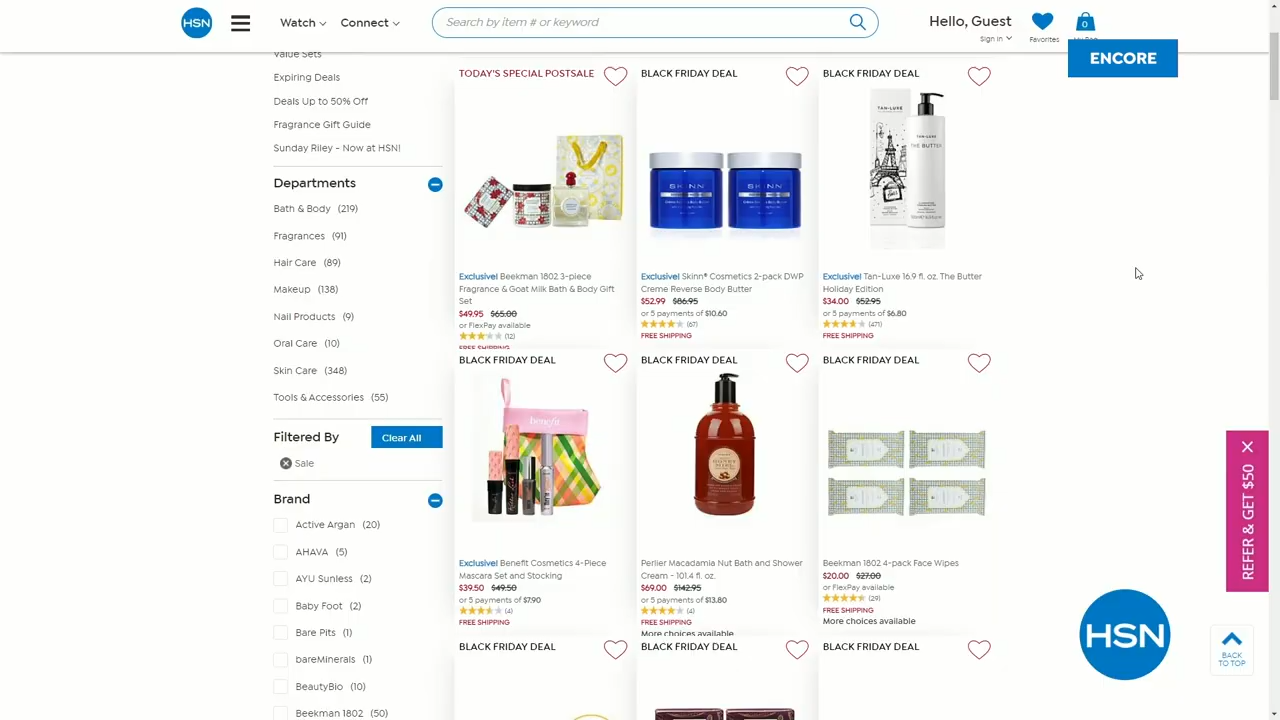 HSN
Watch
Connect
Search by item # or keyword
Hello, Guest
Sign In
Favorites
0
ENCORE
Value Sets
Expiring Deals
Deals Up to 50% Off
Fragrance Gift Guide
Sunday Riley - Now at HSN!
Departments
Bath & Body (219)
Fragrances (91)
Hair Care (89)
Makeup (138)
Nail Products (9)
Oral Care (10)
Skin Care (348)
Tools & Accessories (55)
Filtered By
Clear All
Sale
Brand
Active Argan (20)
AHAVA (5)
AYU Sunless (2)
Baby Foot (2)
Bare Pits (1)
bareMinerals (1)
BeautyBio (10)
Beekman 1802 (50)
TODAY'S SPECIAL POSTSALE
Exclusive! Beekman 1802 3-piece
Fragrance & Goat Milk Bath & Body Gift
Set
$49.95 $65.00
or FlexPay available
(12)
FREE SHIPPING
BLACK FRIDAY DEAL
SKINN
Exclusive! Skinn® Cosmetics 2-pack DWP
Creme Reverse Body Butter
$52.99 $86.95
or 5 payments of $10.60
(67)
FREE SHIPPING
BLACK FRIDAY DEAL
TAN-LUXE
TAN-LUXE
THE BUTTER
Exclusive! Tan-Luxe 16.9 fl. oz. The Butter
Holiday Edition
$34.00 $52.95
or 5 payments of $6.80
(471)
FREE SHIPPING
BLACK FRIDAY DEAL
benefit
Exclusive! Benefit Cosmetics 4-Piece
Mascara Set and Stocking
$39.50 $49.50
or 5 payments of $7.90
(4)
FREE SHIPPING
BLACK FRIDAY DEAL
Perlier Macadamia Nut Bath and Shower
Cream - 101.4 fl. oz.
$69.00 $142.95
or 5 payments of $13.80
(4)
FREE SHIPPING
More choices available
BLACK FRIDAY DEAL
Beekman 1802 4-pack Face Wipes
$20.00 $27.00
or FlexPay available
(29)
FREE SHIPPING
More choices available
BLACK FRIDAY DEAL
BLACK FRIDAY DEAL
BLACK FRIDAY DEAL
REFER & GET $50
HSN
BACK
TO TOP